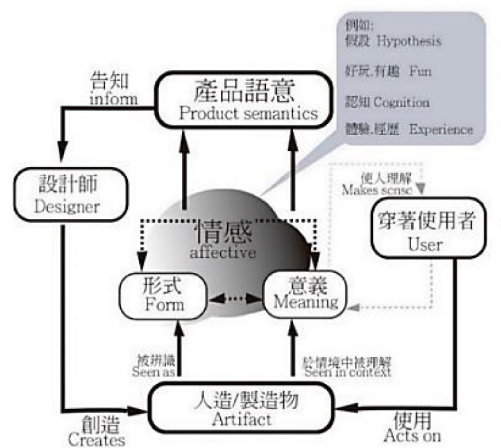 例如:
假設 Hypothesis
好玩.有趣 Fun
認知 Cognition
體驗.經歷 Experience
告知
inform
產品語意
Product semantics
設計師
Designer
使人理解
Makes scnsc
穿著使用者
User
情感
affective
形式
Form
意義
Meaning
被辨識
Seen as
於情境中被理解
Seen in context
人造/製造物
Artifact
創造
Creates
使用
Acts on